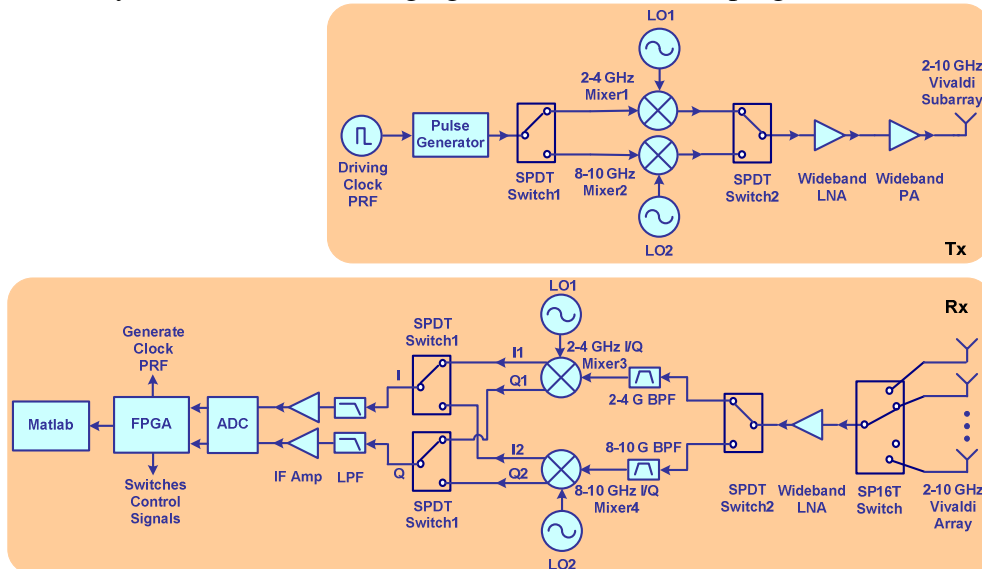 LO1
2-4 GHz
Mixer1
2-10 GHz
Vivaldi
Subarray
Pulse
Generator
Driving
Clock
PRF
SPDT
Switch1
8-10 GHz
Mixer2
SPDT
Switch2
Wideband
LNA
Wideband
PA
LO2
Tx
LO1
Rx
Generate
Clock
PRF
SPDT
Switch1
2-4 GHz I/Q
Mixer3
I1
Q1
I
2-4 G BPF
Matlab
FPGA
ADC
IF Amp
LPF
Q
I2
Q2
8-10 G BPF
8-10 GHz I/Q
Mixer4
Switches
Control
Signals
SPDT
Switch1
SPDT
Switch2
Wideband
LNA
SP16T
Switch
2-10 GHz
Vivaldi
Array
LO2